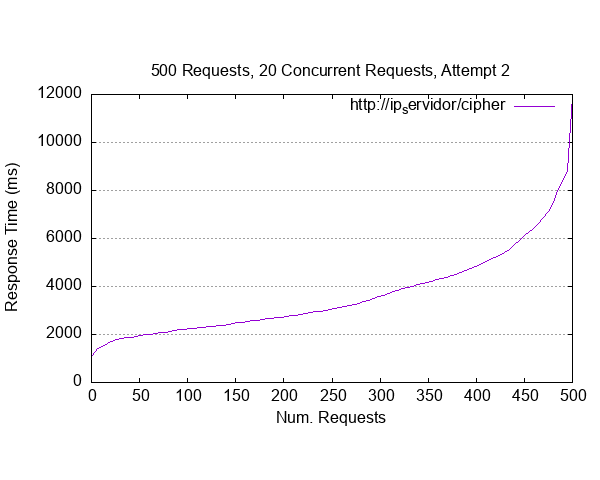 500 Requests, 20 Concurrent Requests, Attempt 2
http://ipservidor/cipher
12000
10000
8000
6000
4000
2000
0
Response Time (ms)
0 50 100 150 200 250 300 350 400 450 500
Num. Requests